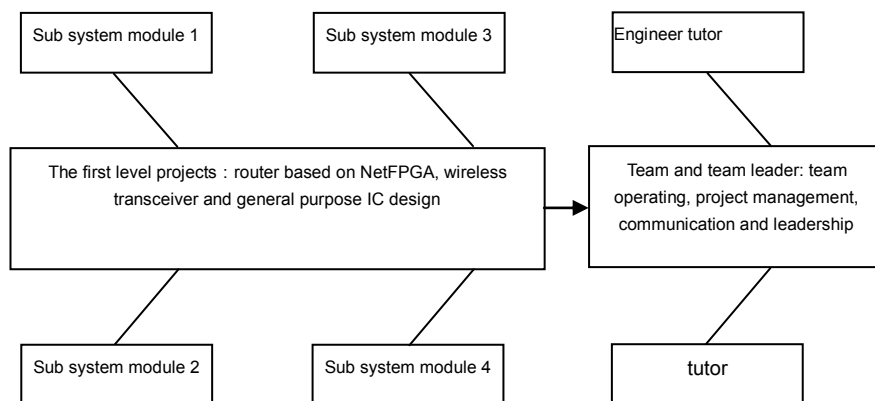 Sub system module 1
Sub system module 3
Engineer tutor
The first level projects：router based on NetFPGA, wireless
transceiver and general purpose IC design
Team and team leader: team
operating, project management,
communication and leadership
Sub system module 2
Sub system module 4
tutor